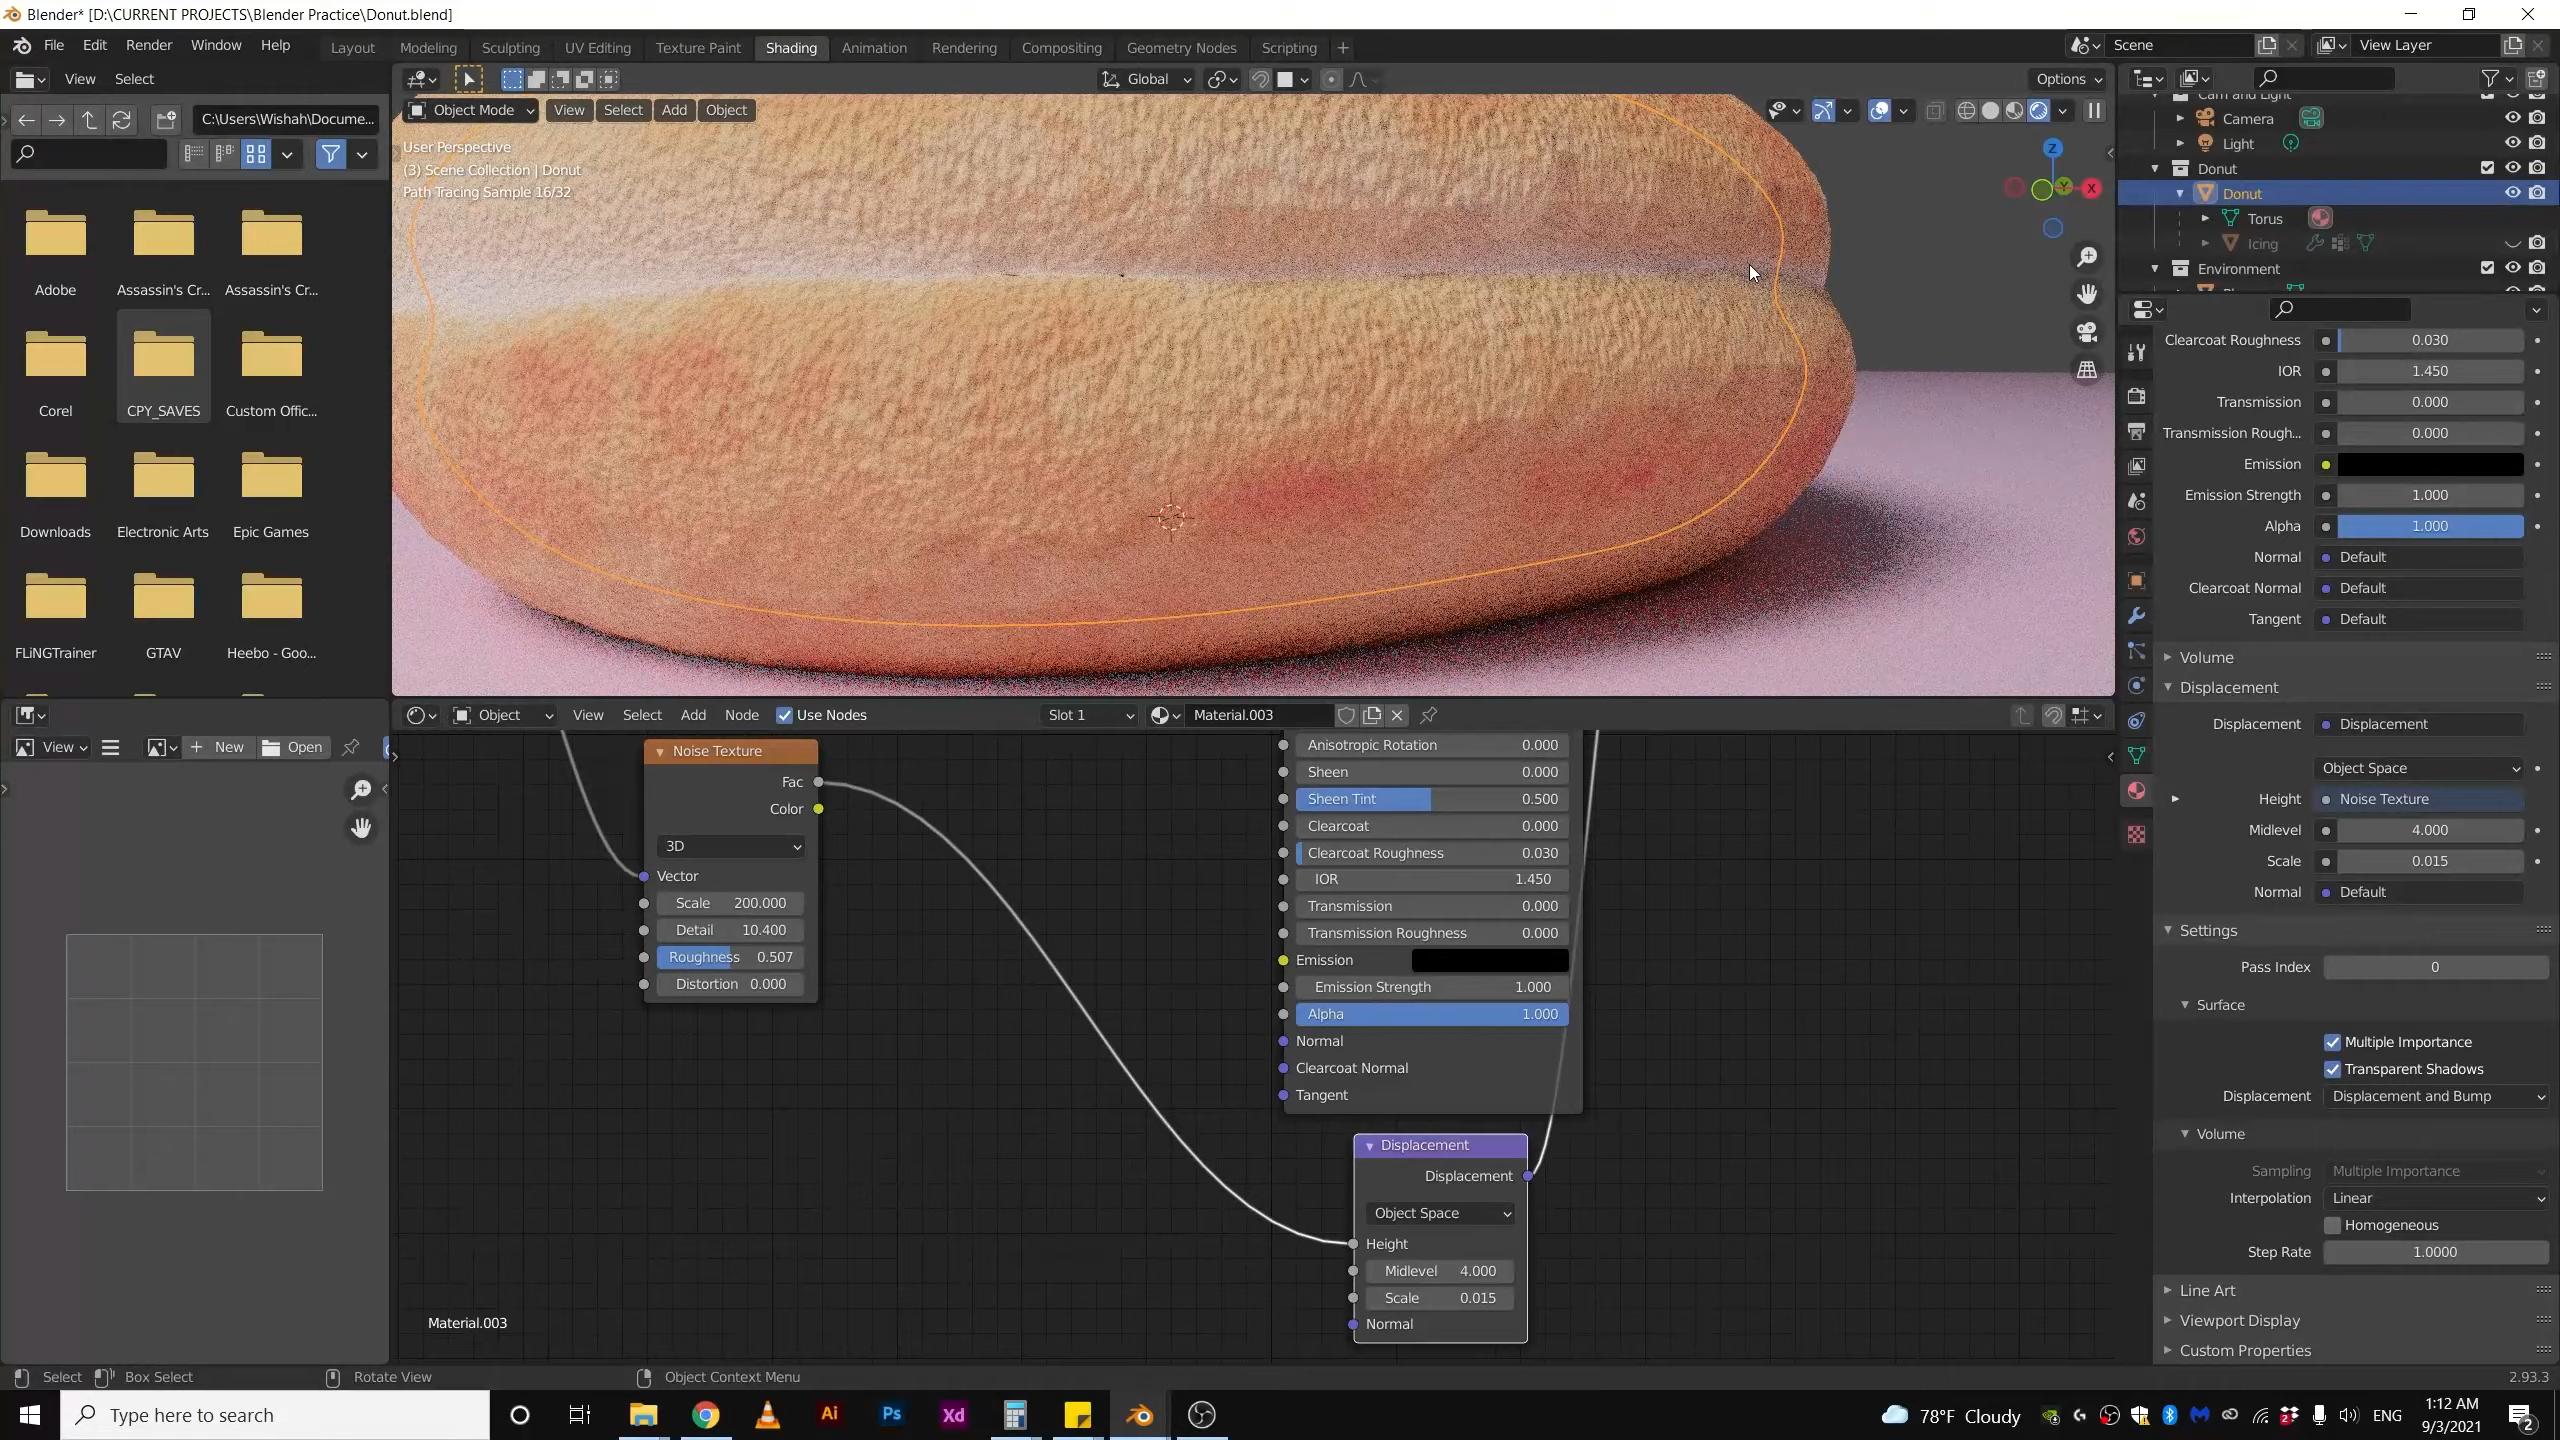 Blender* [D:\CURRENT PROJECTS\Blender Practice\Donut.blend]
File Edit Render Window Help
Layout Modeling Sculpting UV Editing Texture Paint Shading Animation Rendering Compositing Geometry Nodes Scripting +
Scene
View Layer
View Select
Global
Options
C:\Users\Wishah\Docume...
Object Mode View Select Add Object
User Perspective
(3) Scene Collection | Donut
Path Tracing Sample 16/32
Z
Y
X
Adobe
Assassin's Cr...
Assassin's Cr...
Corel
CPY_SAVES
Custom Offic...
Downloads
Electronic Arts
Epic Games
FLiNGTrainer
GTAV
Heebo - Goo...
Cam and Light
Camera
Light
Donut
Donut
Torus
Icing
Environment
Clearcoat Roughness 0.030
IOR 1.450
Transmission 0.000
Transmission Rough... 0.000
Emission
Emission Strength 1.000
Alpha 1.000
Normal Default
Clearcoat Normal Default
Tangent Default
Volume
Displacement
Displacement Displacement
Object Space
Height Noise Texture
Midlevel 4.000
Scale 0.015
Normal Default
Settings
Pass Index 0
Surface
Multiple Importance
Transparent Shadows
Displacement Displacement and Bump
Volume
Sampling Multiple Importance
Interpolation Linear
Homogeneous
Step Rate 1.0000
Line Art
Viewport Display
Custom Properties
View
+ New
Open
Object View Select Add Node Use Nodes
Slot 1
Material.003
Noise Texture
Fac
Color
3D
Vector
Scale 200.000
Detail 10.400
Roughness 0.507
Distortion 0.000
Anisotropic Rotation 0.000
Sheen 0.000
Sheen Tint 0.500
Clearcoat 0.000
Clearcoat Roughness 0.030
IOR 1.450
Transmission 0.000
Transmission Roughness 0.000
Emission
Emission Strength 1.000
Alpha 1.000
Normal
Clearcoat Normal
Tangent
Displacement
Displacement
Object Space
Height
Midlevel 4.000
Scale 0.015
Normal
Material.003
Select Box Select Rotate View Object Context Menu
2.93.3
Type here to search
Ai
Ps
Xd
78°F Cloudy
ENG
1:12 AM
9/3/2021
2